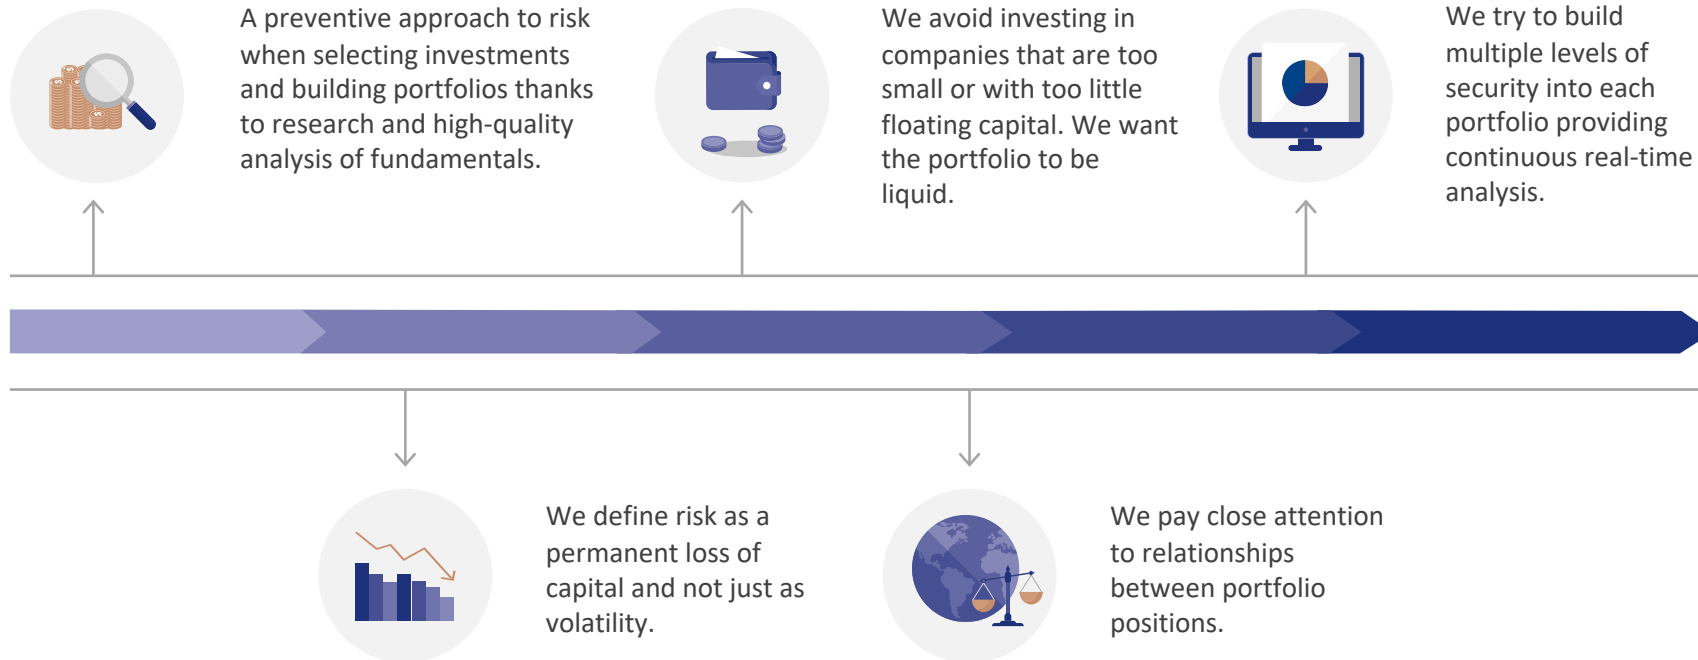 A preventive approach to risk
when selecting investments
and building portfolios thanks
to research and high-quality
analysis of fundamentals.
We avoid investing in
companies that are too
small or with too little
floating capital. We want
the portfolio to be
liquid.
We try to build
multiple levels of
security into each
portfolio providing
continuous real-time
analysis.
We define risk as a
permanent loss of
capital and not just as
volatility.
We pay close attention
to relationships
between portfolio
positions.